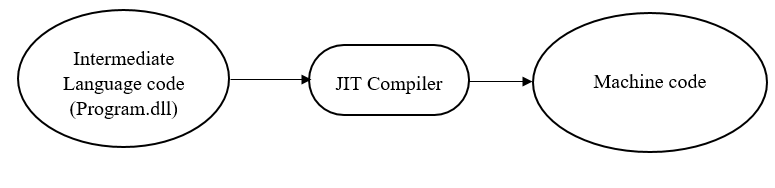 Intermediate
Language code
(Program.dll)
JIT Compiler
Machine code